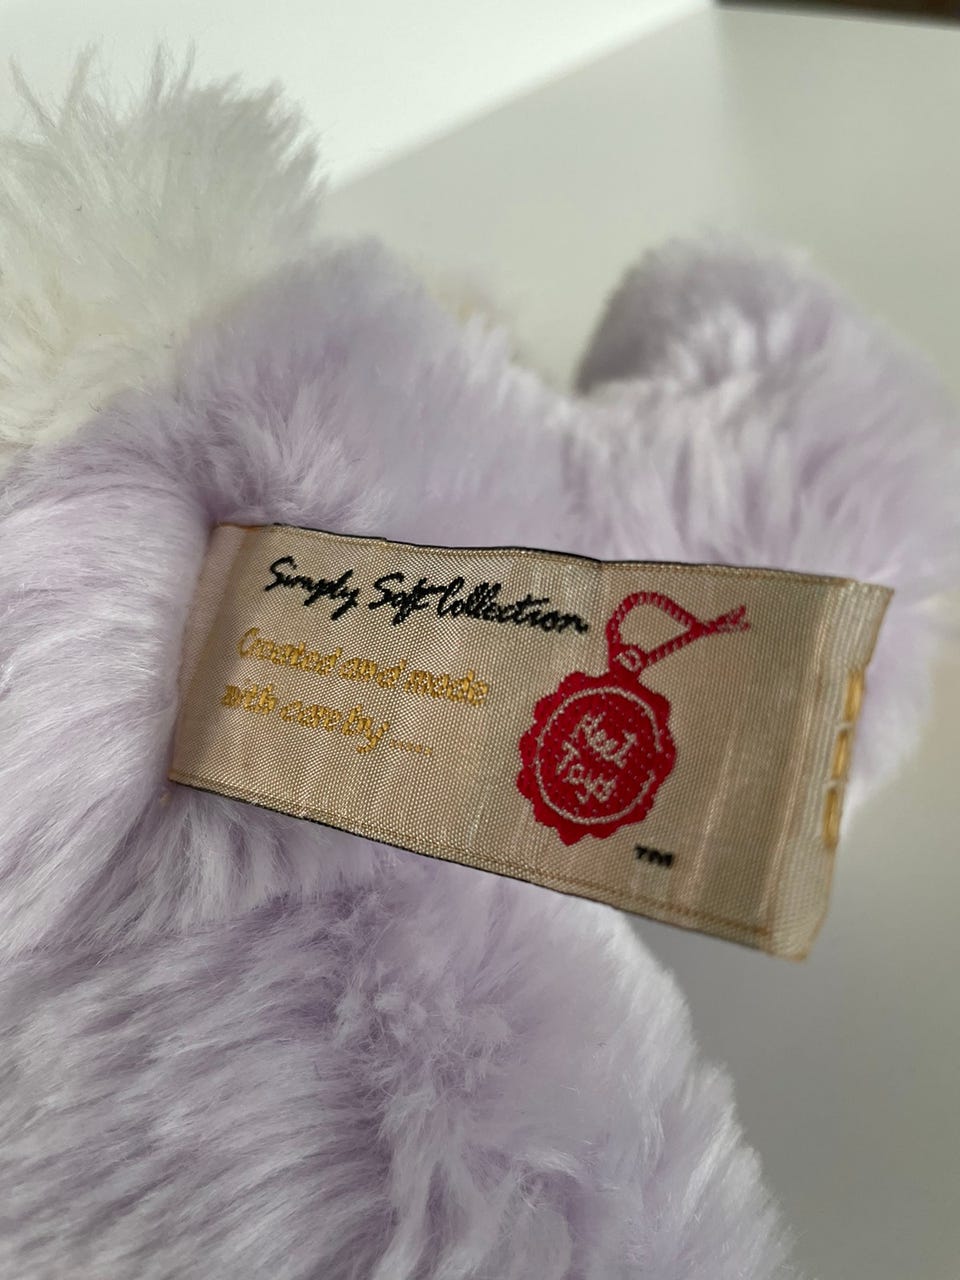 Simply Soft Collection
Created and made
with care by......
Keel
Toys
TM